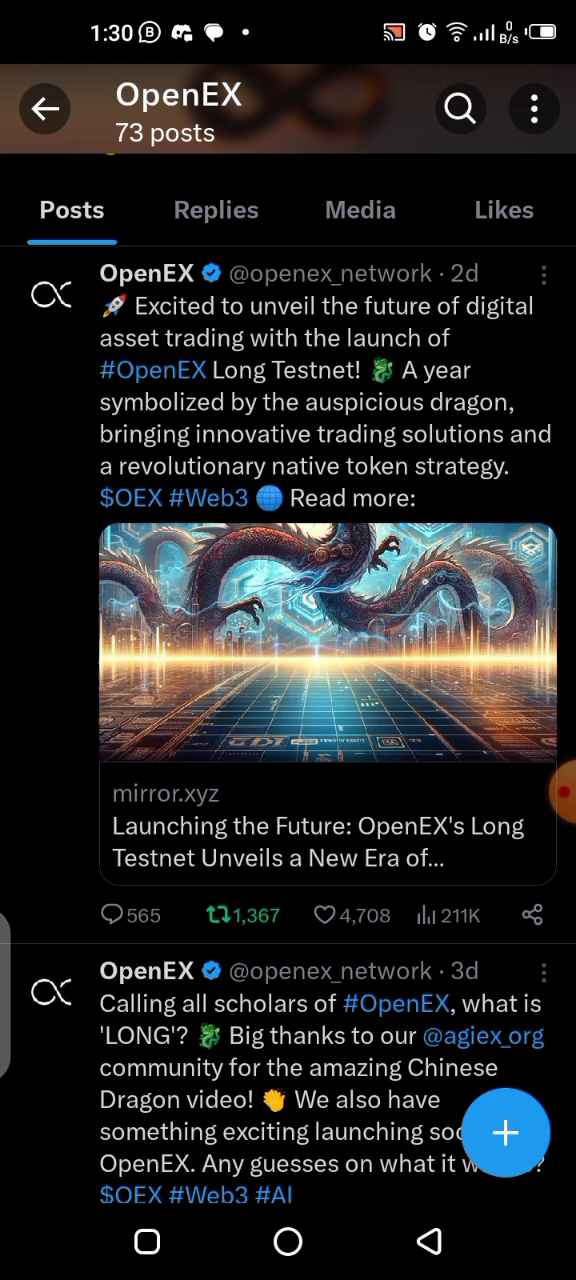 1:30
0
B/s
OpenEX
73 posts
Posts Replies Media Likes
OpenEX @openex_network · 2d
🚀 Excited to unveil the future of digital
asset trading with the launch of
#OpenEX Long Testnet! 🐉 A year
symbolized by the auspicious dragon,
bringing innovative trading solutions and
a revolutionary native token strategy.
$OEX #Web3 🌐 Read more:
mirror.xyz
Launching the Future: OpenEX's Long
Testnet Unveils a New Era of...
565 1,367 4,708 211K
OpenEX @openex_network · 3d
Calling all scholars of #OpenEX, what is
'LONG'? 🐉 Big thanks to our @agiex_org
community for the amazing Chinese
Dragon video! 👏 We also have
something exciting launching
OpenEX. Any guesses on what it
$OEX #Web3 #AI